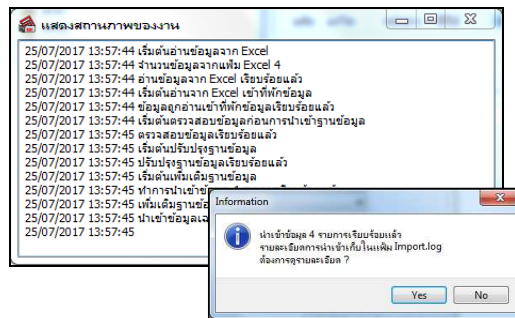 แสดงสถานภาพของงาน
25/07/2017 13:57:44 เริ่มต้นอ่านข้อมูลจาก Excel
25/07/2017 13:57:44 จำนวนข้อมูลจากแฟ้ม Excel 4
25/07/2017 13:57:44 อ่านข้อมูลจาก Excel เรียบร้อยแล้ว
25/07/2017 13:57:44 เริ่มต้นอ่านจาก Excel เข้าที่พักข้อมูล
25/07/2017 13:57:44 ข้อมูลถูกอ่านเข้าที่พักข้อมูลเรียบร้อยแล้ว
25/07/2017 13:57:44 เริ่มต้นตรวจสอบข้อมูลก่อนการนำเข้าฐานข้อมูล
25/07/2017 13:57:45 ตรวจสอบข้อมูลเรียบร้อยแล้ว
25/07/2017 13:57:45 เริ่มต้นปรับปรุงฐานข้อมูล
25/07/2017 13:57:45 ปรับปรุงฐานข้อมูลเรียบร้อยแล้ว
25/07/2017 13:57:45 เริ่มต้นเพิ่มเติมฐานข้อมูล
25/07/2017 13:57:45 ทำการนำเข้า
25/07/2017 13:57:45 เพิ่มเติมฐานข้อ
25/07/2017 13:57:45 นำเข้าข้อมูลเฉ
25/07/2017 13:57:45
Information
นำเข้าข้อมูล 4 รายการเรียบร้อยแล้ว
รายละเอียดการนำเข้าเก็บในแฟ้ม Import.log
ต้องการดูรายละเอียด ?
Yes
No